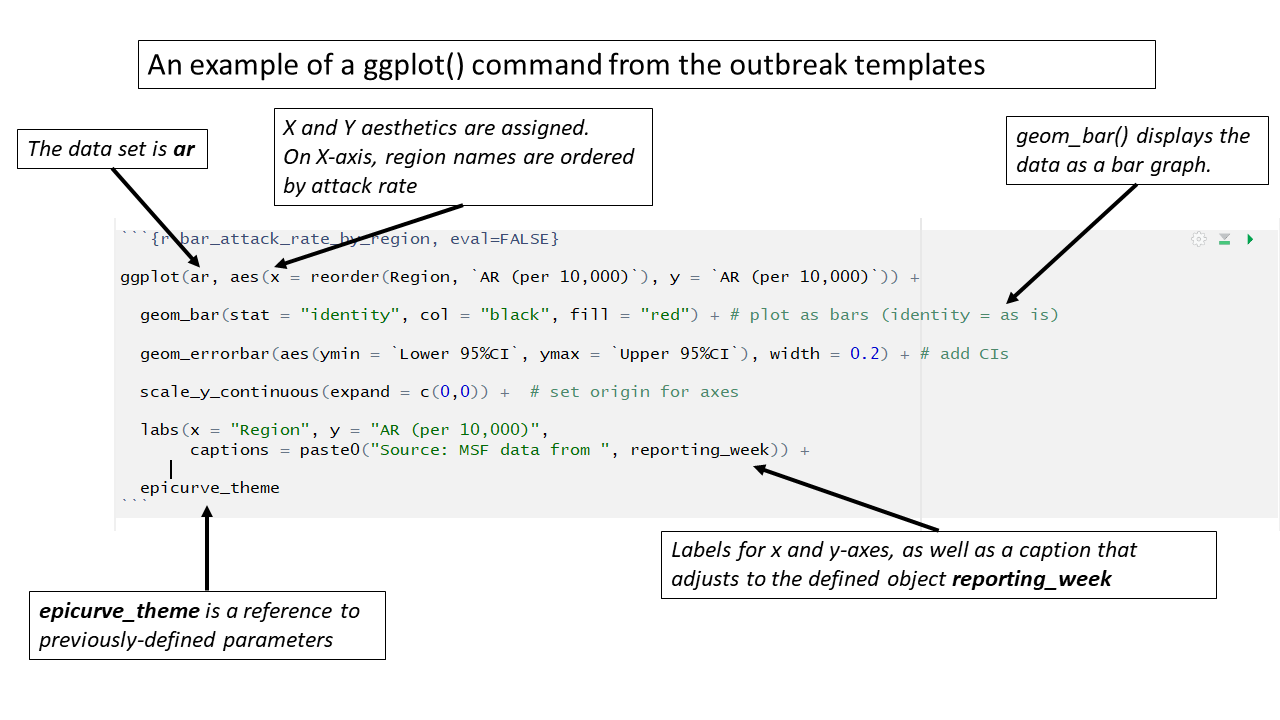 An example of a ggplot() command from the outbreak templates
The data set is ar
X and Y aesthetics are assigned.
On X-axis, region names are ordered
by attack rate
geom_bar() displays the
data as a bar graph.
```{r bar_attack_rate_by_region, eval=FALSE}
ggplot(ar, aes(x = reorder(Region, `AR (per 10,000)`), y = `AR (per 10,000)`)) +
geom_bar(stat = "identity", col = "black", fill = "red") + # plot as bars (identity = as is)
geom_errorbar(aes(ymin = `Lower 95%CI`, ymax = `Upper 95%CI`), width = 0.2) + # add CIs
scale_y_continuous(expand = c(0,0)) + # set origin for axes
labs(x = "Region", y = "AR (per 10,000)",
captions = paste0("Source: MSF data from ", reporting_week)) +
epicurve_theme
```
Labels for x and y-axes, as well as a caption that
adjusts to the defined object reporting_week
epicurve_theme is a reference to
previously-defined parameters